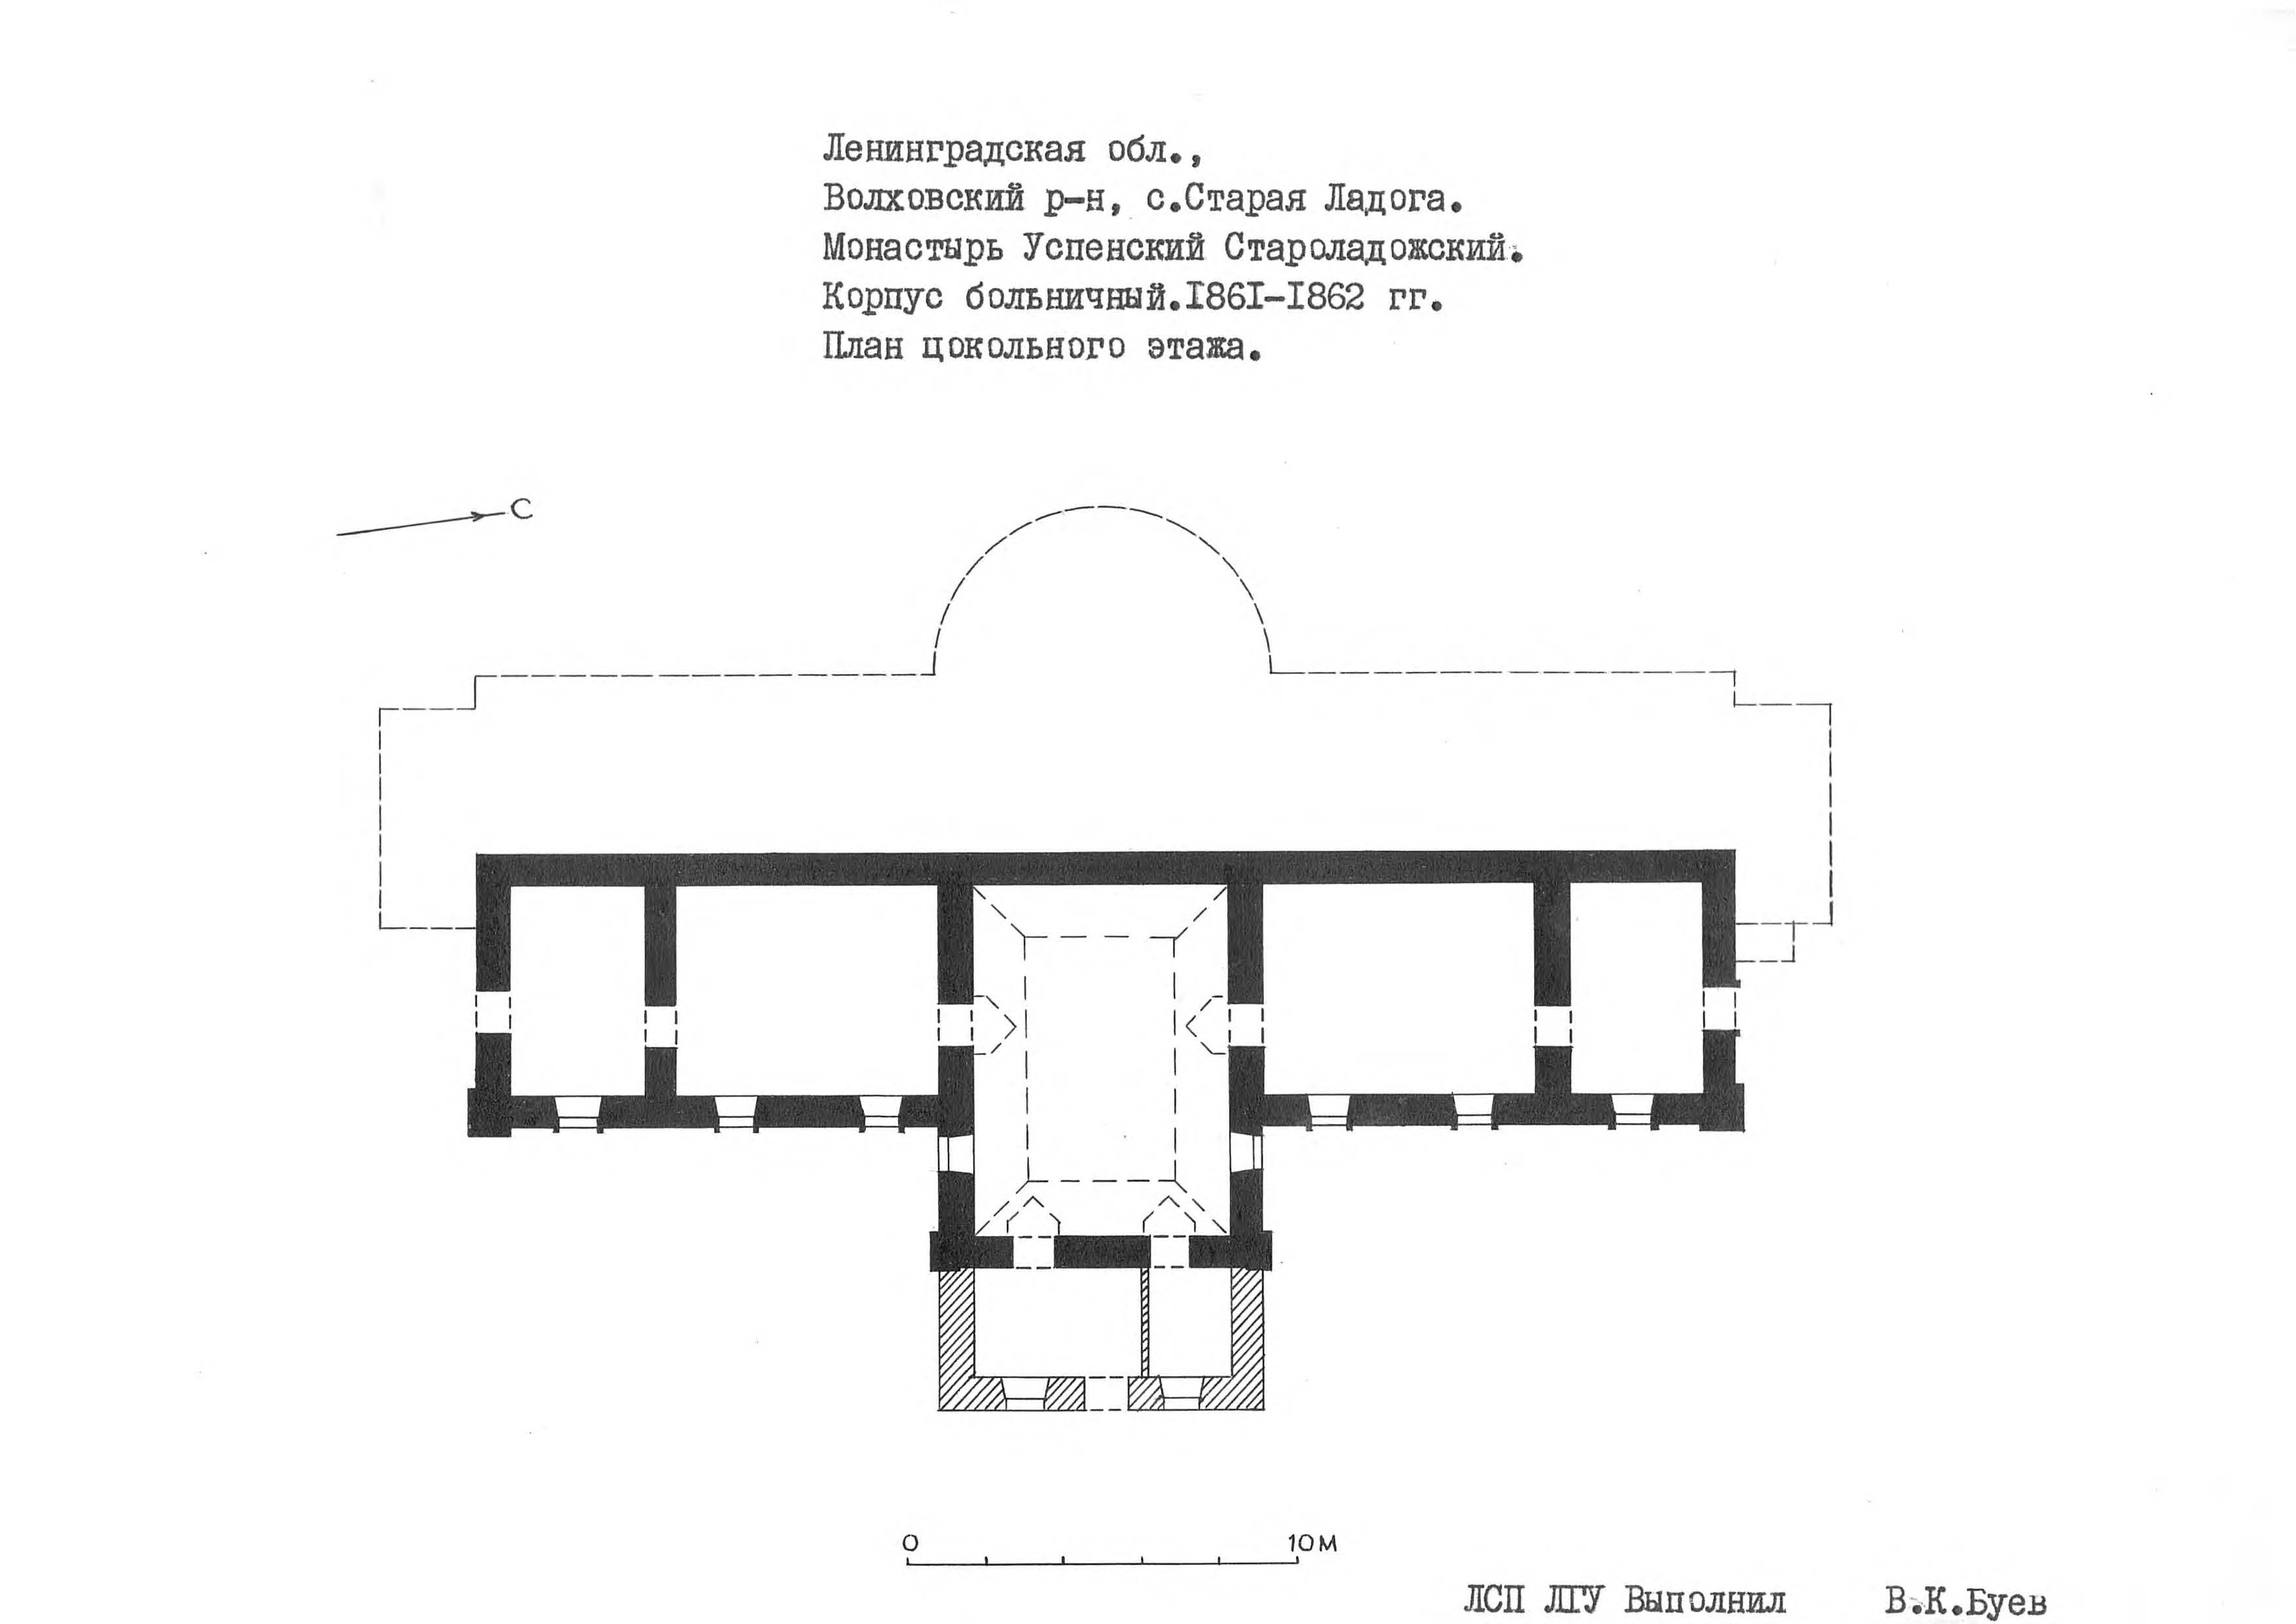 Ленинградская обл.,
Волховский р-н, с.Старая Ладога.
Монастырь Успенский Староладожский.
Корпус больничный.I86I-I862 гг.
План цокольного этажа.
С
0 10м
ЛСП ЛГУ Выполнил В.К.Буев